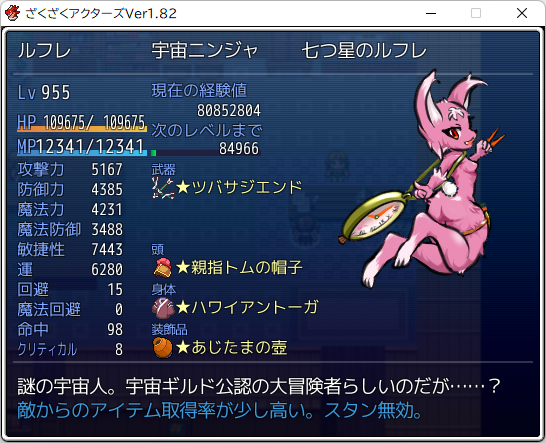 ざくざくアクターズVer1.82
ルフレ 宇宙ニンジャ 七つ星のルフレ
Lv 955
現在の経験値
80852804
HP 109675/ 109675
次のレベルまで
MP12341/12341
84966
攻撃力 5167
防御力 4385
魔法力 4231
魔法防御 3488
敏捷性 7443
運 6280
回避 15
魔法回避 0
命中 98
クリティカル 8
武器
★ツバサジエンド
頭
★親指トムの帽子
身体
★ハワイアントーガ
装飾品
★あじたまの壺
謎の宇宙人。宇宙ギルド公認の大冒険者らしいのだが……?
敵からのアイテム取得率が少し高い。スタン無効。